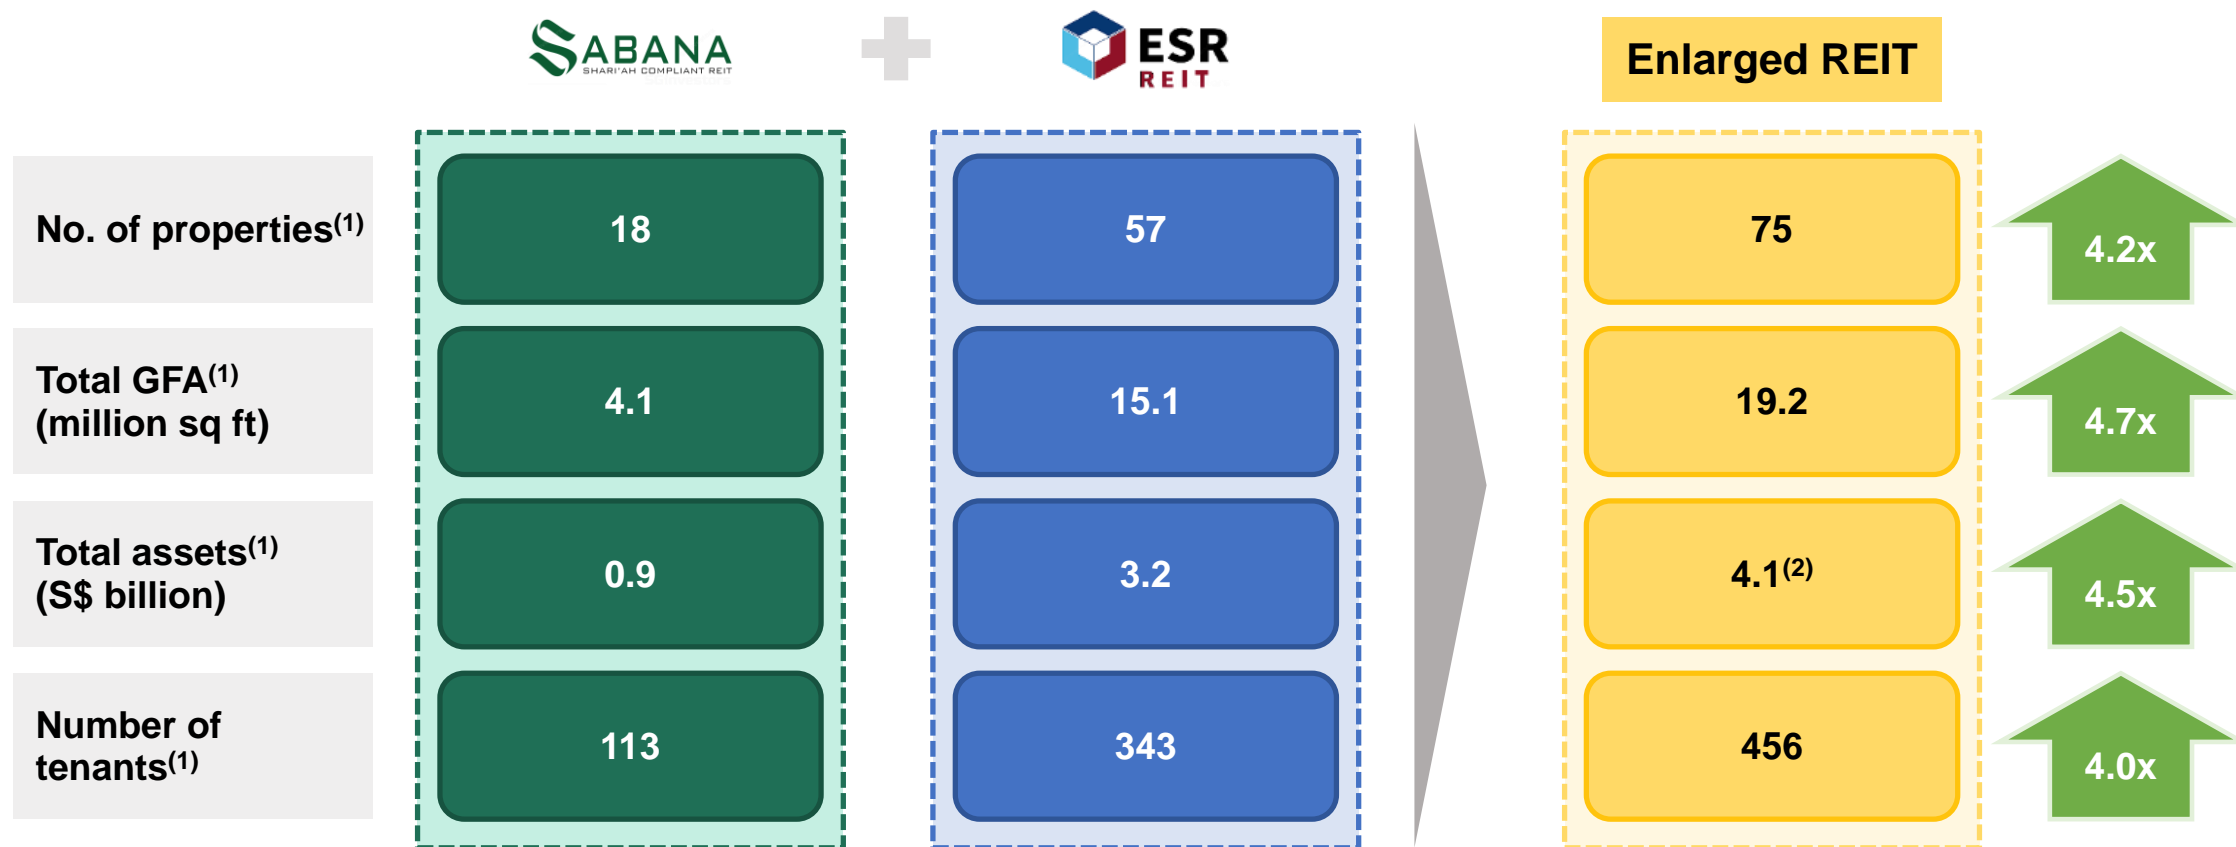 SABANA
SHARI'AH COMPLIANT REIT
ESR
REIT
Enlarged REIT
No. of properties(1)
18
57
75
4.2x
Total GFA(1)
(million sq ft)
4.1
15.1
19.2
4.7x
Total assets(1)
(S$ billion)
0.9
3.2
4.1(2)
4.5x
Number of
tenants(1)
113
343
456
4.0x